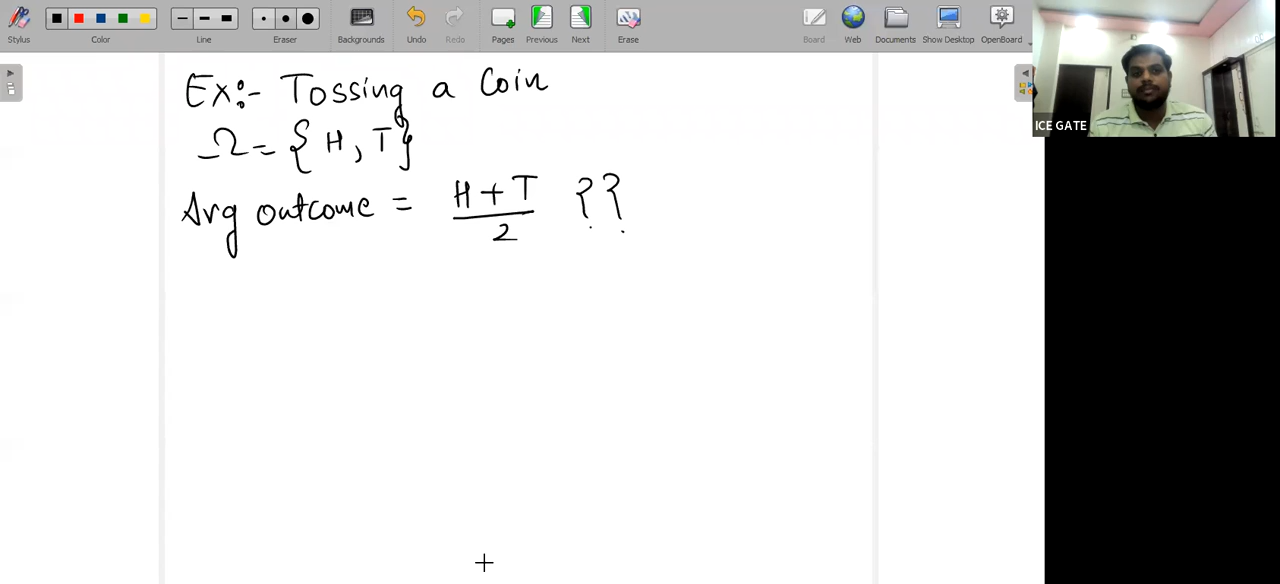 Stylus
Color
Line
Eraser
Backgrounds
Undo
Redo
Pages
Previous
Next
Erase
Board
Web
Documents
Show Desktop
OpenBoard
ICE GATE
Ex:- Tossing a Coin
Ω = {H, T}
Avg outcome = H + T / 2 ??